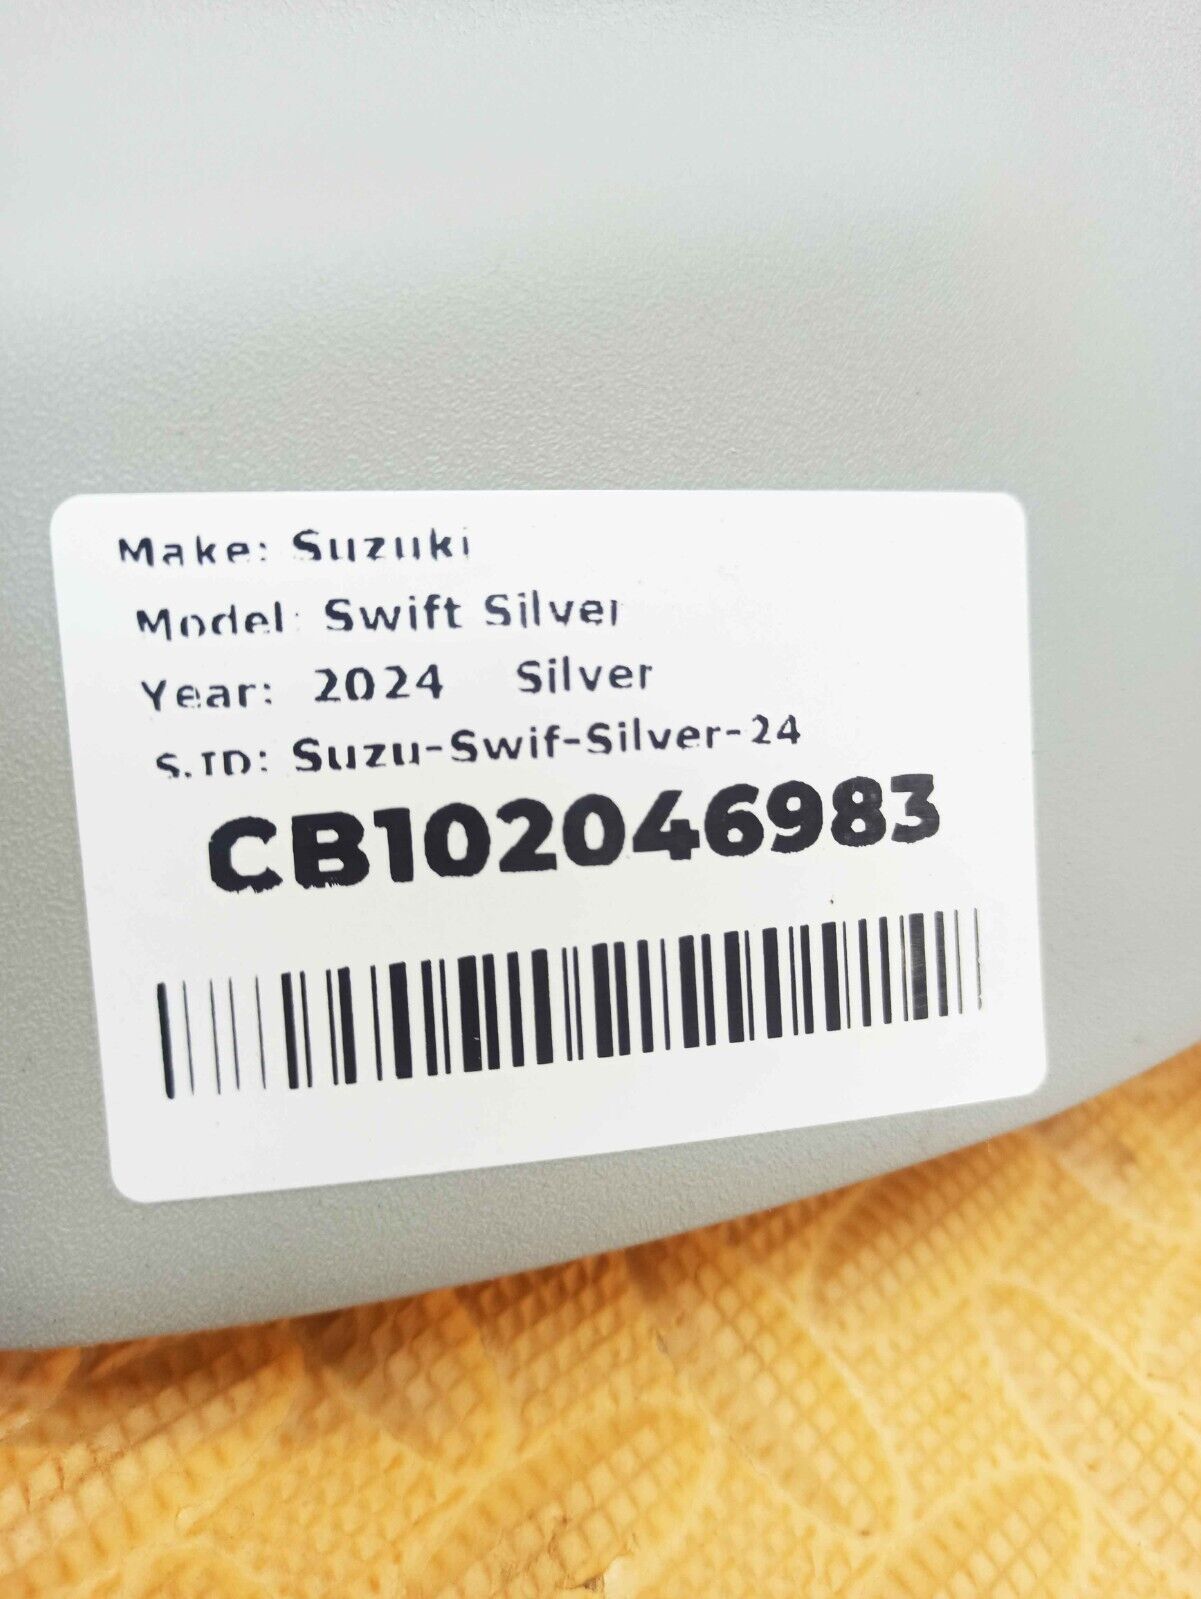 Make: Suzuki
Model: Swift Silver
Year: 2024 Silver
S.ID: Suzu-Swif-Silver-24
CB102046983